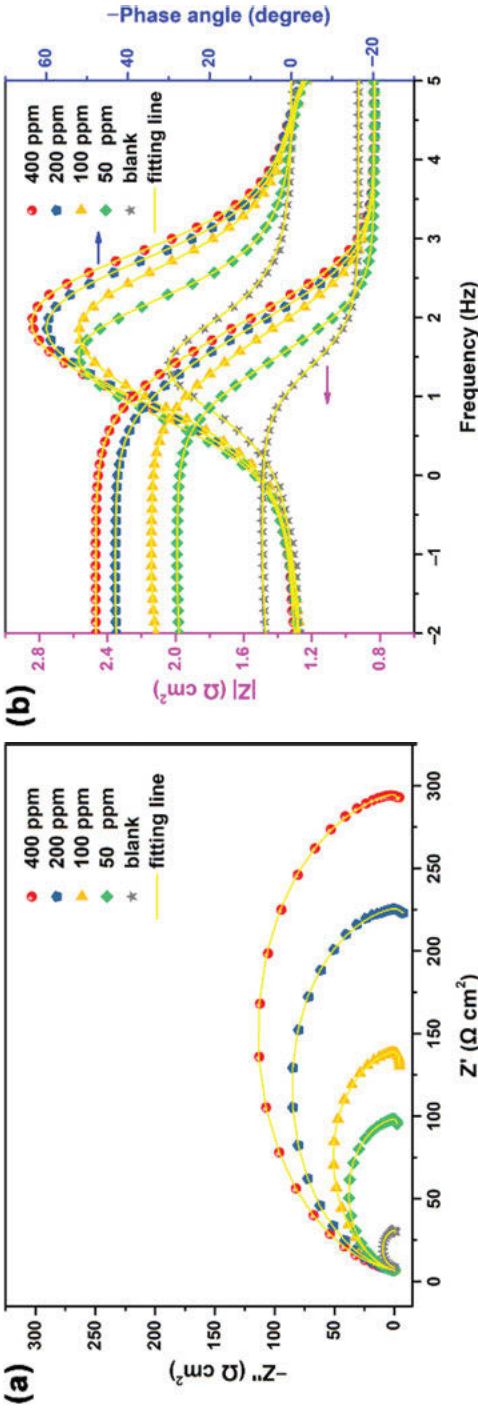 (a)
400 ppm
200 ppm
100 ppm
50 ppm
blank
fitting line
300
250
200
150
100
50
0
−Z'' (Ω cm²)
0
50
100
150
200
250
300
Z' (Ω cm²)
(b)
400 ppm
200 ppm
100 ppm
50 ppm
blank
fitting line
2.8
2.4
2.0
1.6
1.2
0.8
|Z| (Ω cm²)
60
40
20
0
−20
−Phase angle (degree)
-2
-1
0
1
2
3
4
5
Frequency (Hz)